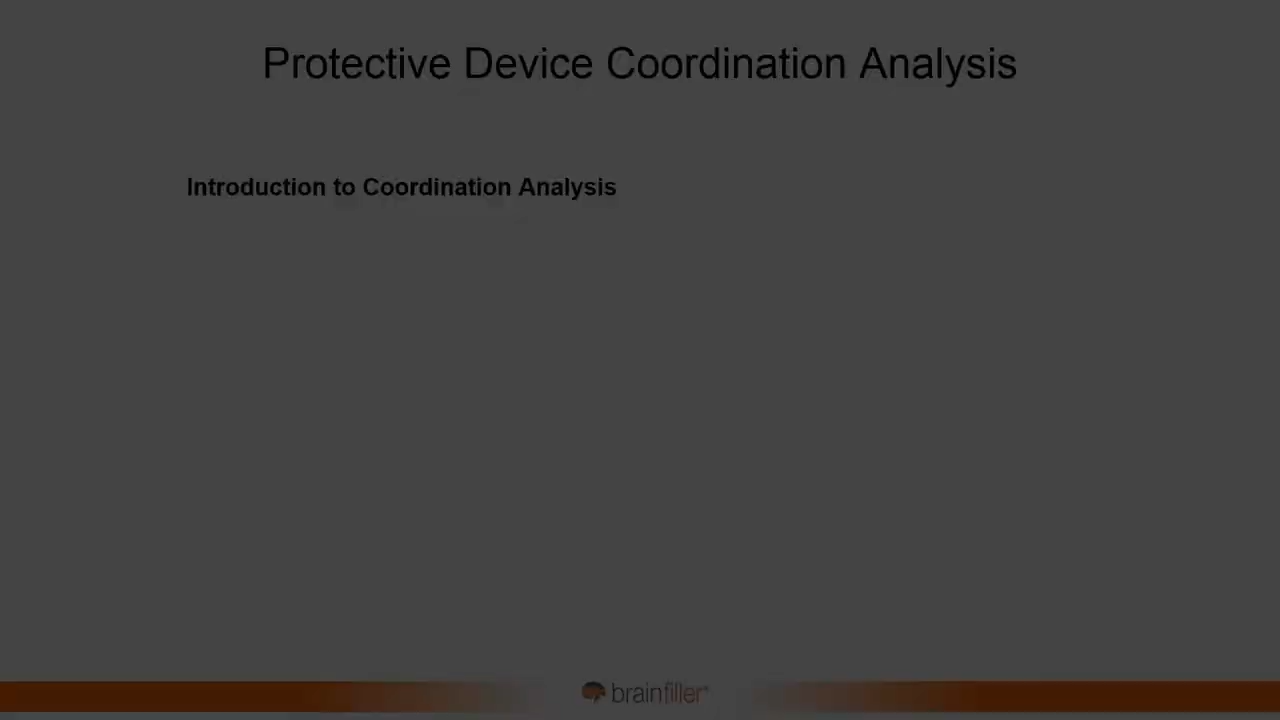 Protective Device Coordination Analysis
Introduction to Coordination Analysis
brainfiller